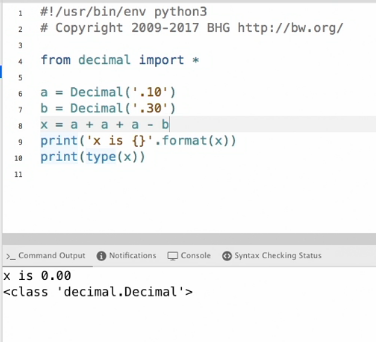 1 #!/usr/bin/env python3
2 # Copyright 2009-2017 BHG http://bw.org/
3
4 from decimal import *
5
6 a = Decimal('.10')
7 b = Decimal('.30')
8 x = a + a + a - b
9 print('x is {}'.format(x))
10 print(type(x))
11
>_ Command Output Notifications Console Syntax Checking Status
x is 0.00
<class 'decimal.Decimal'>